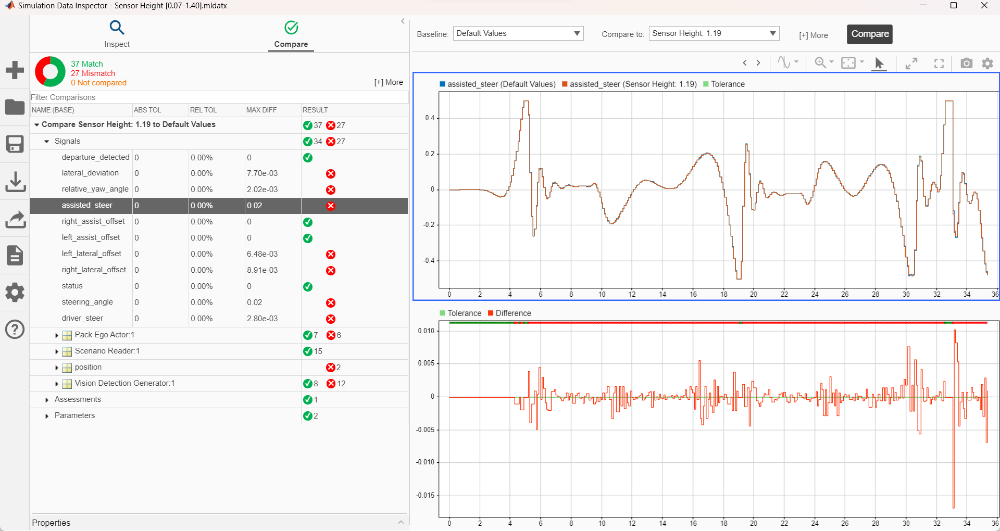 Simulation Data Inspector - Sensor Height [0.07-1.40].mldatx
Inspect
Compare
37 Match
27 Mismatch
0 Not compared
[+] More
Filter Comparisons
NAME (BASE) ABS TOL REL TOL MAX DIFF RESULT
Compare Sensor Height: 1.19 to Default Values 37 27
Signals 34 27
departure_detected 0 0.00% 0
lateral_deviation 0 0.00% 7.70e-03
relative_yaw_angle 0 0.00% 2.02e-03
assisted_steer 0 0.00% 0.02
right_assist_offset 0 0.00% 0
left_assist_offset 0 0.00% 0
left_lateral_offset 0 0.00% 6.48e-03
right_lateral_offset 0 0.00% 8.91e-03
status 0 0.00% 0
steering_angle 0 0.00% 0.02
driver_steer 0 0.00% 2.80e-03
Pack Ego Actor:1 7 6
Scenario Reader:1 15
position 2
Vision Detection Generator:1 8 12
Assessments 1
Parameters 2
Properties
Baseline: Default Values Compare to: Sensor Height: 1.19 [+] More Compare
assisted_steer (Default Values) assisted_steer (Sensor Height: 1.19) Tolerance
0.4
0.2
0
-0.2
-0.4
0 2 4 6 8 10 12 14 16 18 20 22 24 26 28 30 32 34 36
Tolerance Difference
0.010
0.005
0
-0.005
-0.010
-0.015
0 2 4 6 8 10 12 14 16 18 20 22 24 26 28 30 32 34 36